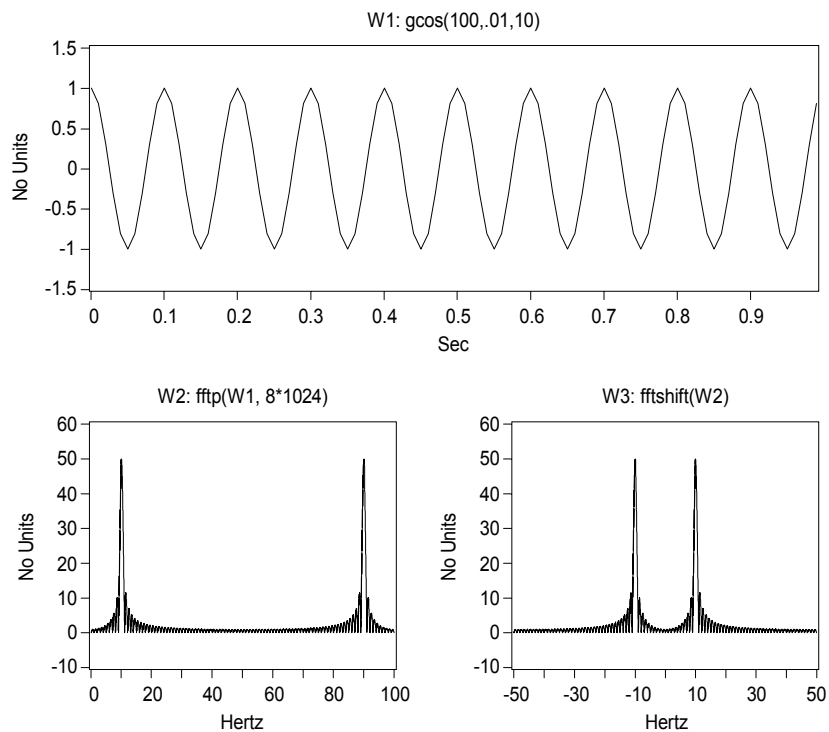 W1: gcos(100,.01,10)
1.5
1
0.5
0
-0.5
-1
-1.5
No Units
0 0.1 0.2 0.3 0.4 0.5 0.6 0.7 0.8 0.9
Sec
W2: fftp(W1, 8*1024)
60
50
40
30
20
10
0
-10
No Units
0 20 40 60 80 100
Hertz
W3: fftshift(W2)
60
50
40
30
20
10
0
-10
No Units
-50 -30 -10 10 30 50
Hertz